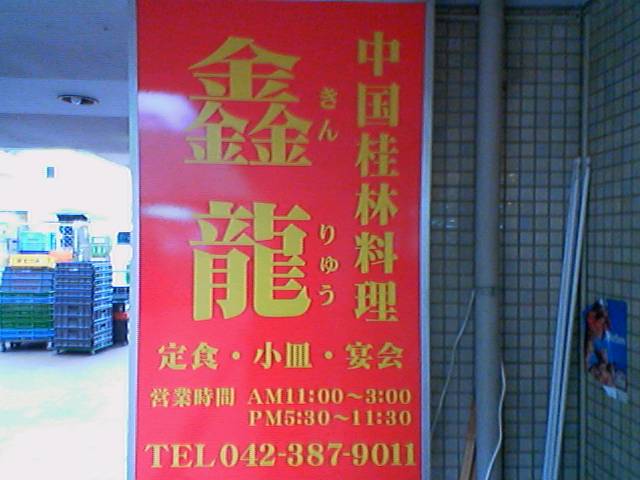 中国桂林料理
鑫龍
きん
りゅう
定食・小皿・宴会
営業時間 AM11:00～3:00
PM5:30～11:30
TEL 042-387-9011